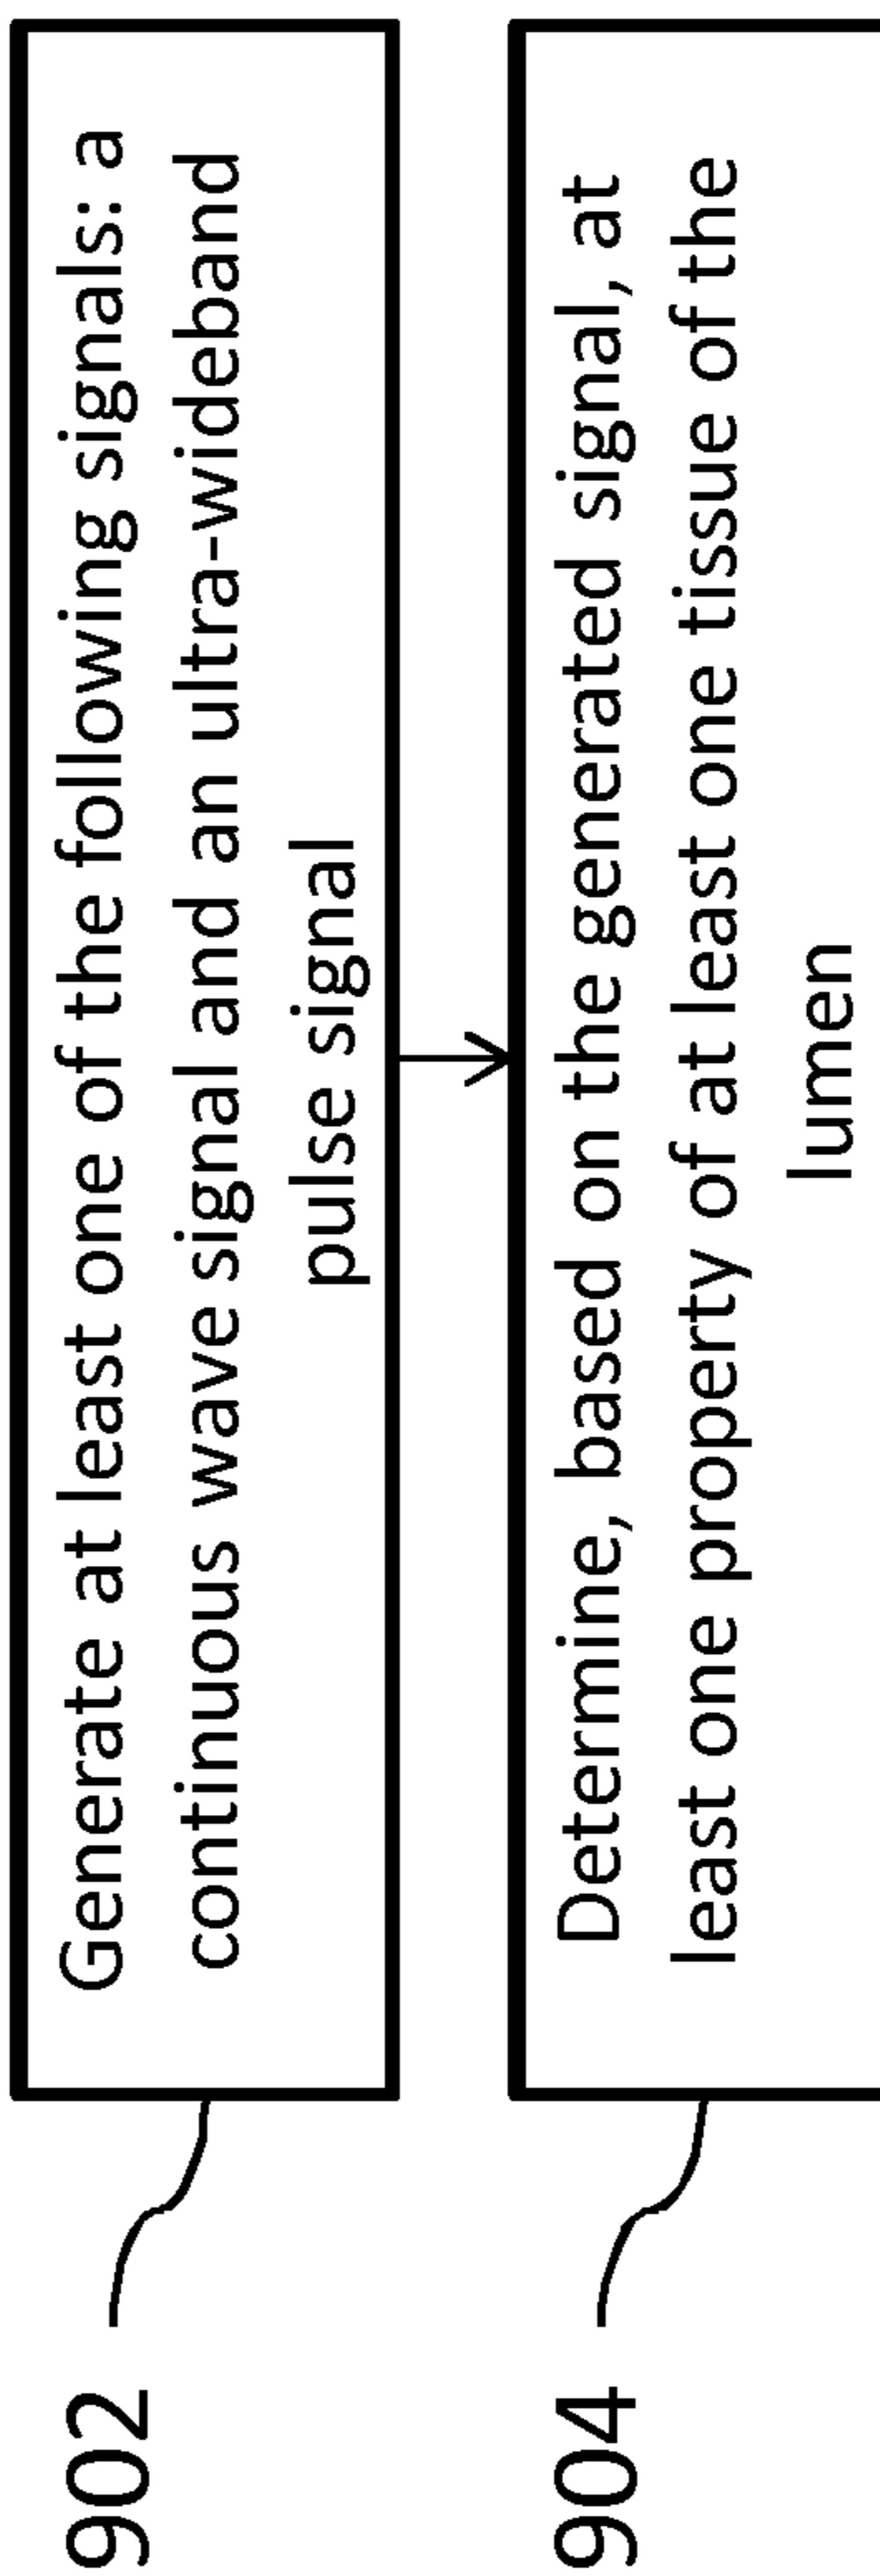 902
Generate at least one of the following signals: a
continuous wave signal and an ultra-wideband
pulse signal
904
Determine, based on the generated signal, at
least one property of at least one tissue of the
lumen